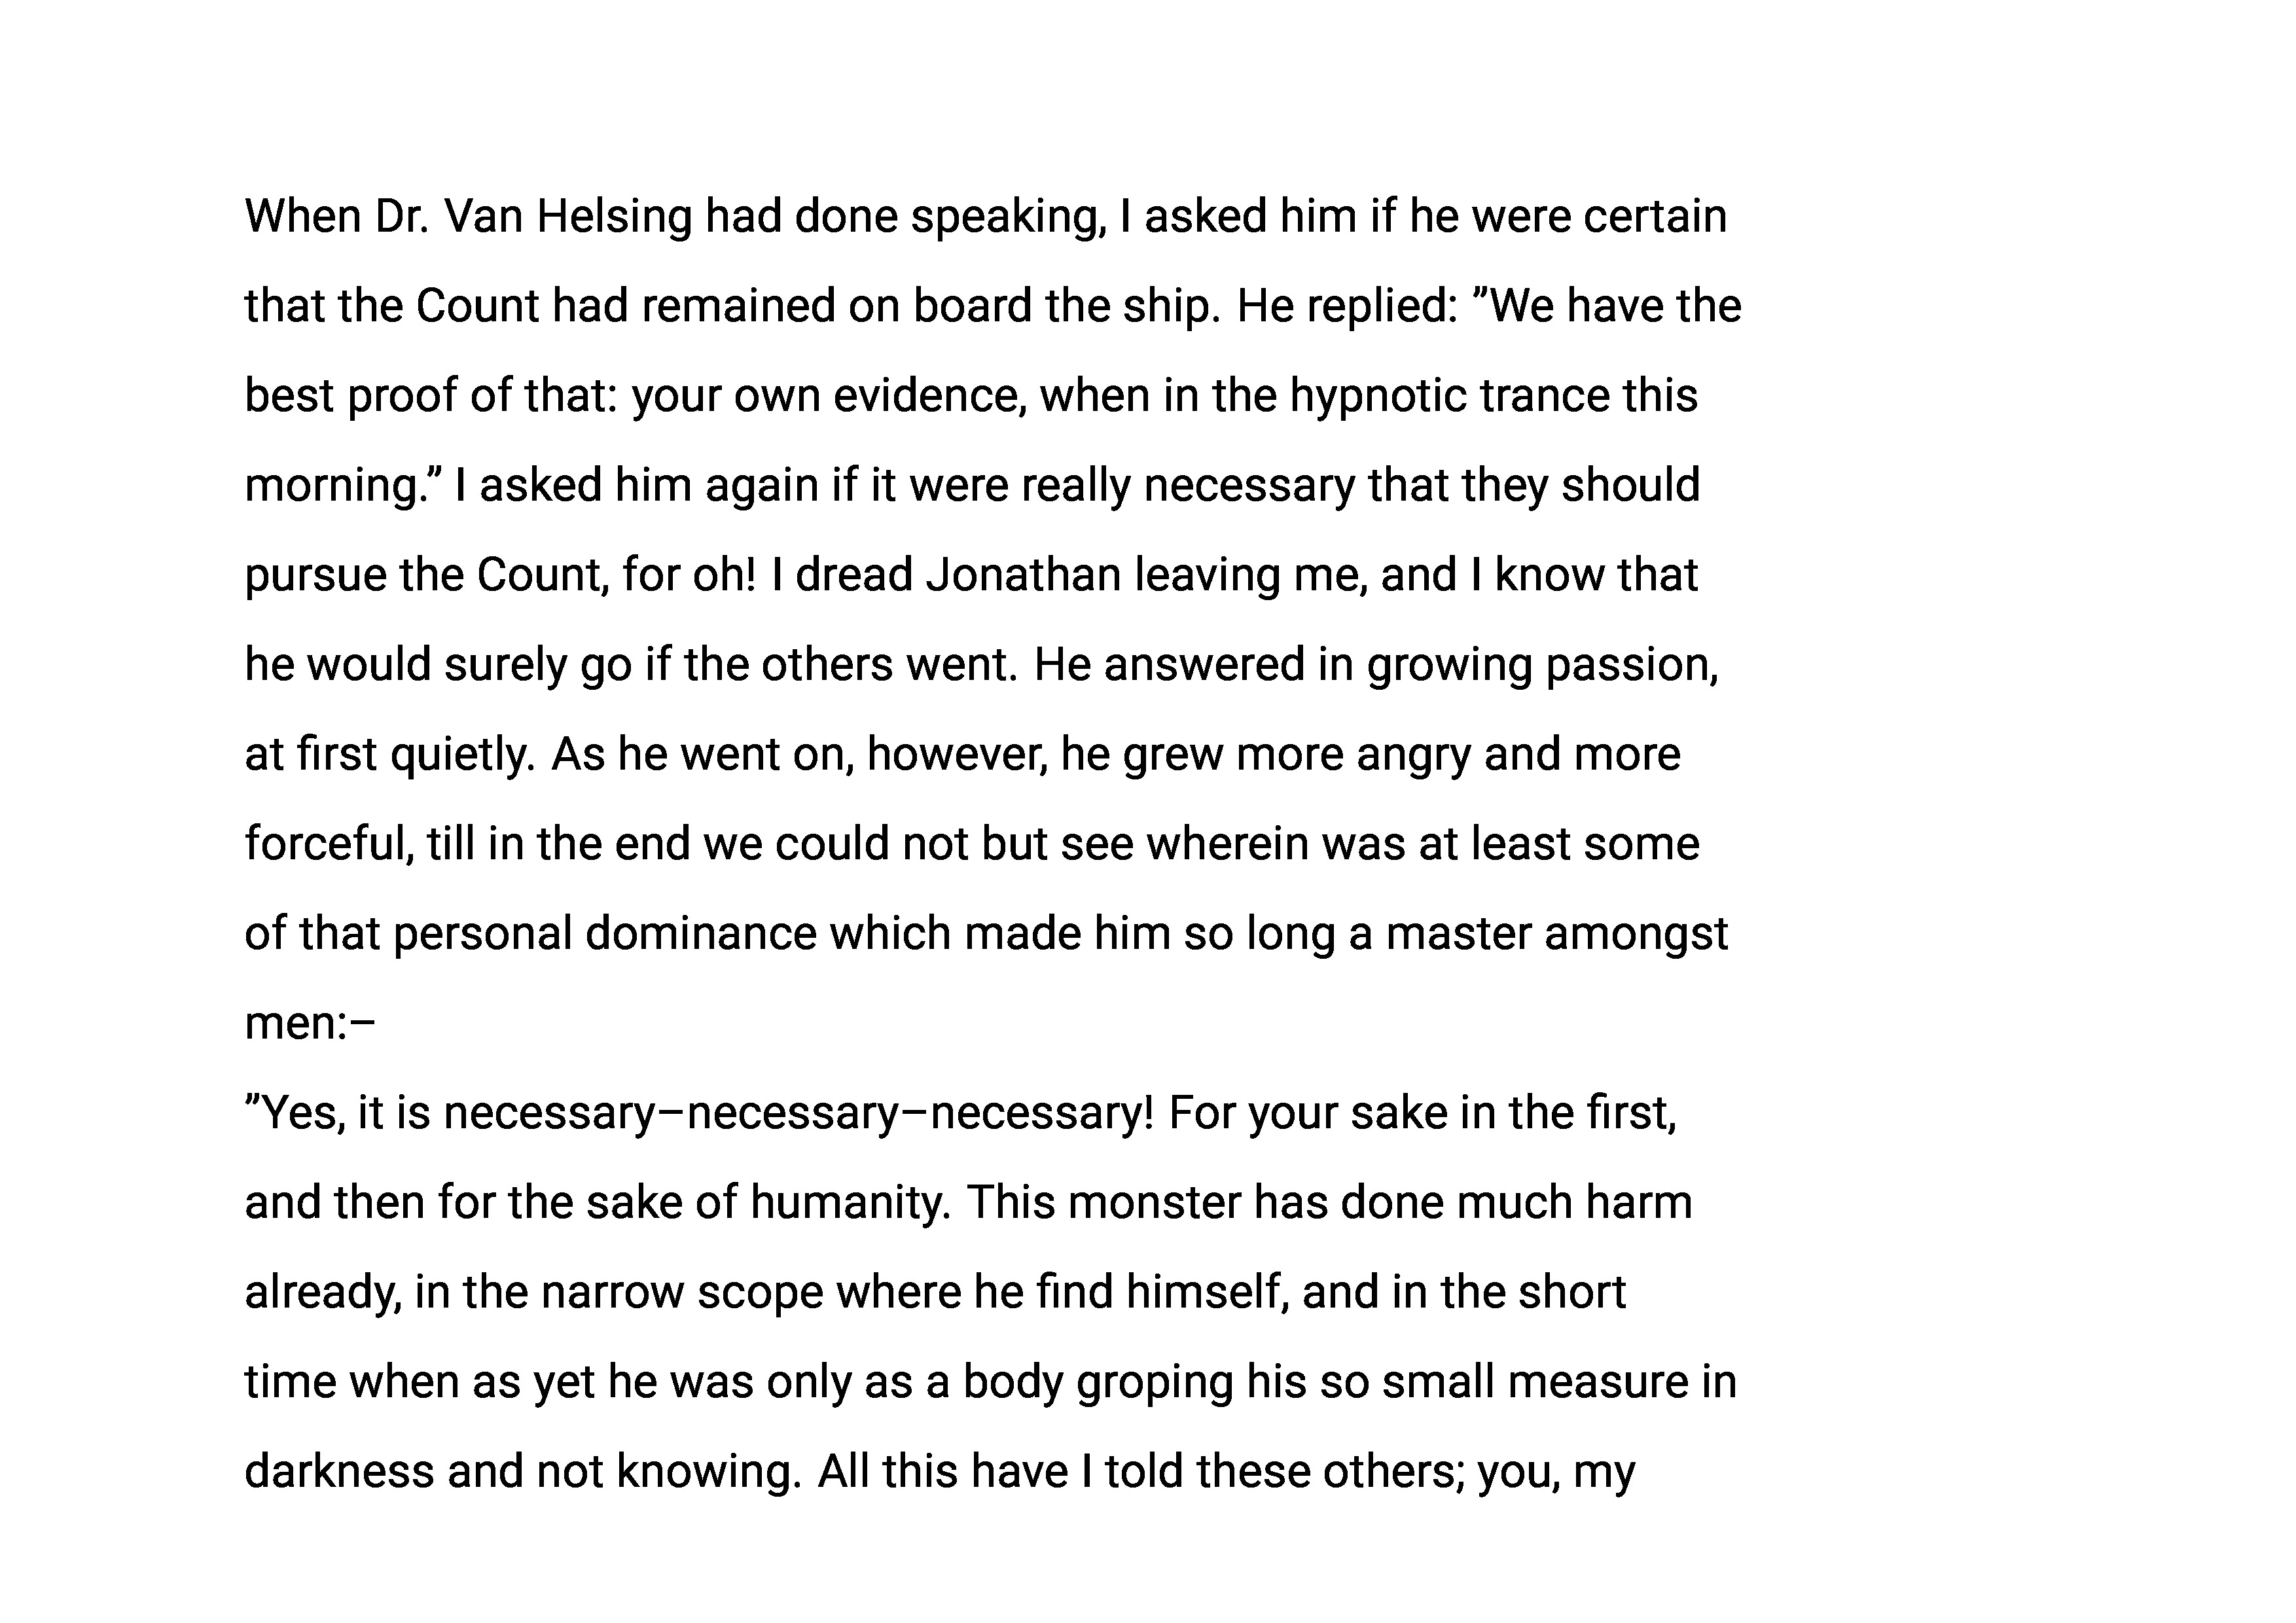 When Dr. Van Helsing had done speaking, I asked him if he were certain
that the Count had remained on board the ship. He replied: ”We have the
best proof of that: your own evidence, when in the hypnotic trance this
morning.” I asked him again if it were really necessary that they should
pursue the Count, for oh! I dread Jonathan leaving me, and I know that
he would surely go if the others went. He answered in growing passion,
at first quietly. As he went on, however, he grew more angry and more
forceful, till in the end we could not but see wherein was at least some
of that personal dominance which made him so long a master amongst
men:–
”Yes, it is necessary–necessary–necessary! For your sake in the first,
and then for the sake of humanity. This monster has done much harm
already, in the narrow scope where he find himself, and in the short
time when as yet he was only as a body groping his so small measure in
darkness and not knowing. All this have I told these others; you, my